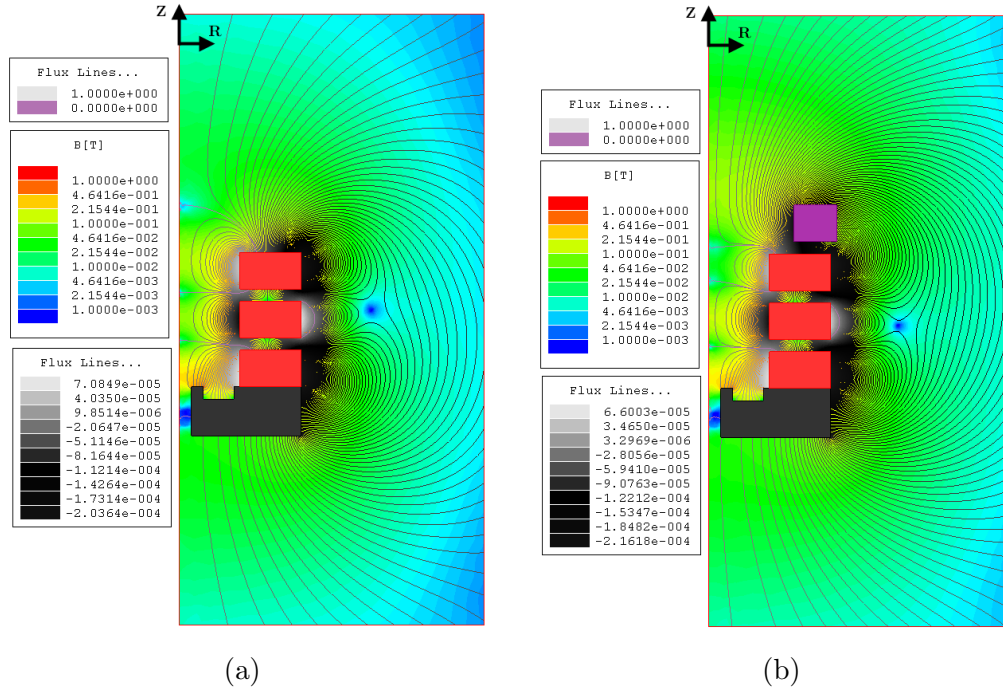 Z
R
Flux Lines...
1.0000e+000
0.0000e+000
B[T]
1.0000e+000
4.6416e-001
2.1544e-001
1.0000e-001
4.6416e-002
2.1544e-002
1.0000e-002
4.6416e-003
2.1544e-003
1.0000e-003
Flux Lines...
7.0849e-005
4.0350e-005
9.8514e-006
-2.0647e-005
-5.1146e-005
-8.1644e-005
-1.1214e-004
-1.4264e-004
-1.7314e-004
-2.0364e-004
(a)
Z
R
Flux Lines...
1.0000e+000
0.0000e+000
B[T]
1.0000e+000
4.6416e-001
2.1544e-001
1.0000e-001
4.6416e-002
2.1544e-002
1.0000e-002
4.6416e-003
2.1544e-003
1.0000e-003
Flux Lines...
6.6003e-005
3.4650e-005
3.2969e-006
-2.8056e-005
-5.9410e-005
-9.0763e-005
-1.2212e-004
-1.5347e-004
-1.8482e-004
-2.1618e-004
(b)